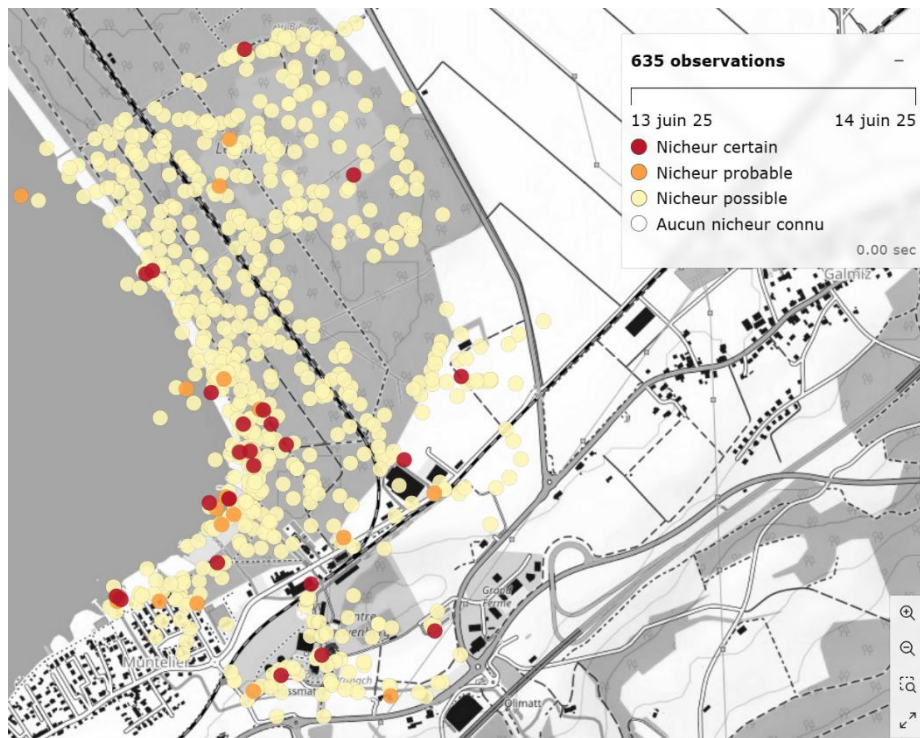 635 observations
–
13 juin 25
14 juin 25
Nicheur certain
Nicheur probable
Nicheur possible
Aucun nicheur connu
0.00 sec
Galmiz
Grand
Ferme
Muntelier
Olimatt